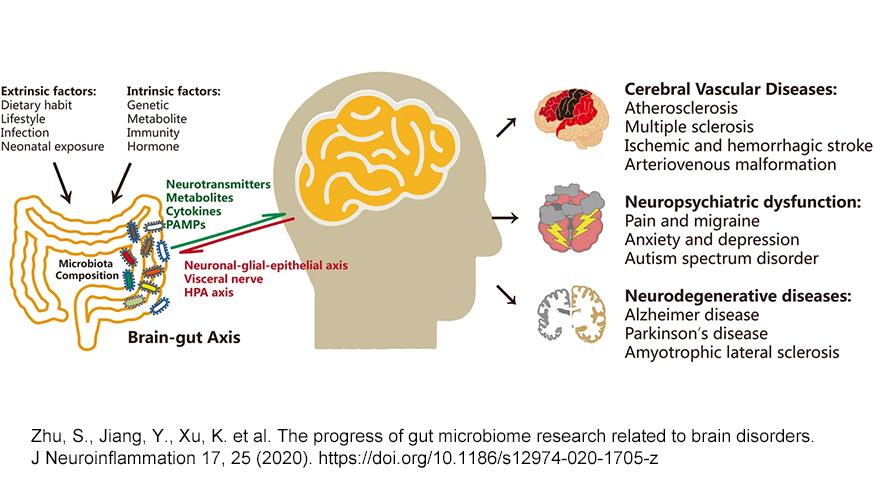 Extrinsic factors:
Dietary habit
Lifestyle
Infection
Neonatal exposure
Intrinsic factors:
Genetic
Metabolite
Immunity
Hormone
Neurotransmitters
Metabolites
Cytokines
PAMPs
Microbiota
Composition
Neuronal-glial-epithelial axis
Visceral nerve
HPA axis
Brain-gut Axis
Cerebral Vascular Diseases:
Atherosclerosis
Multiple sclerosis
Ischemic and hemorrhagic stroke
Arteriovenous malformation
Neuropsychiatric dysfunction:
Pain and migraine
Anxiety and depression
Autism spectrum disorder
Neurodegenerative diseases:
Alzheimer disease
Parkinson's disease
Amyotrophic lateral sclerosis
Zhu, S., Jiang, Y., Xu, K. et al. The progress of gut microbiome research related to brain disorders.
J Neuroinflammation 17, 25 (2020). https://doi.org/10.1186/s12974-020-1705-z